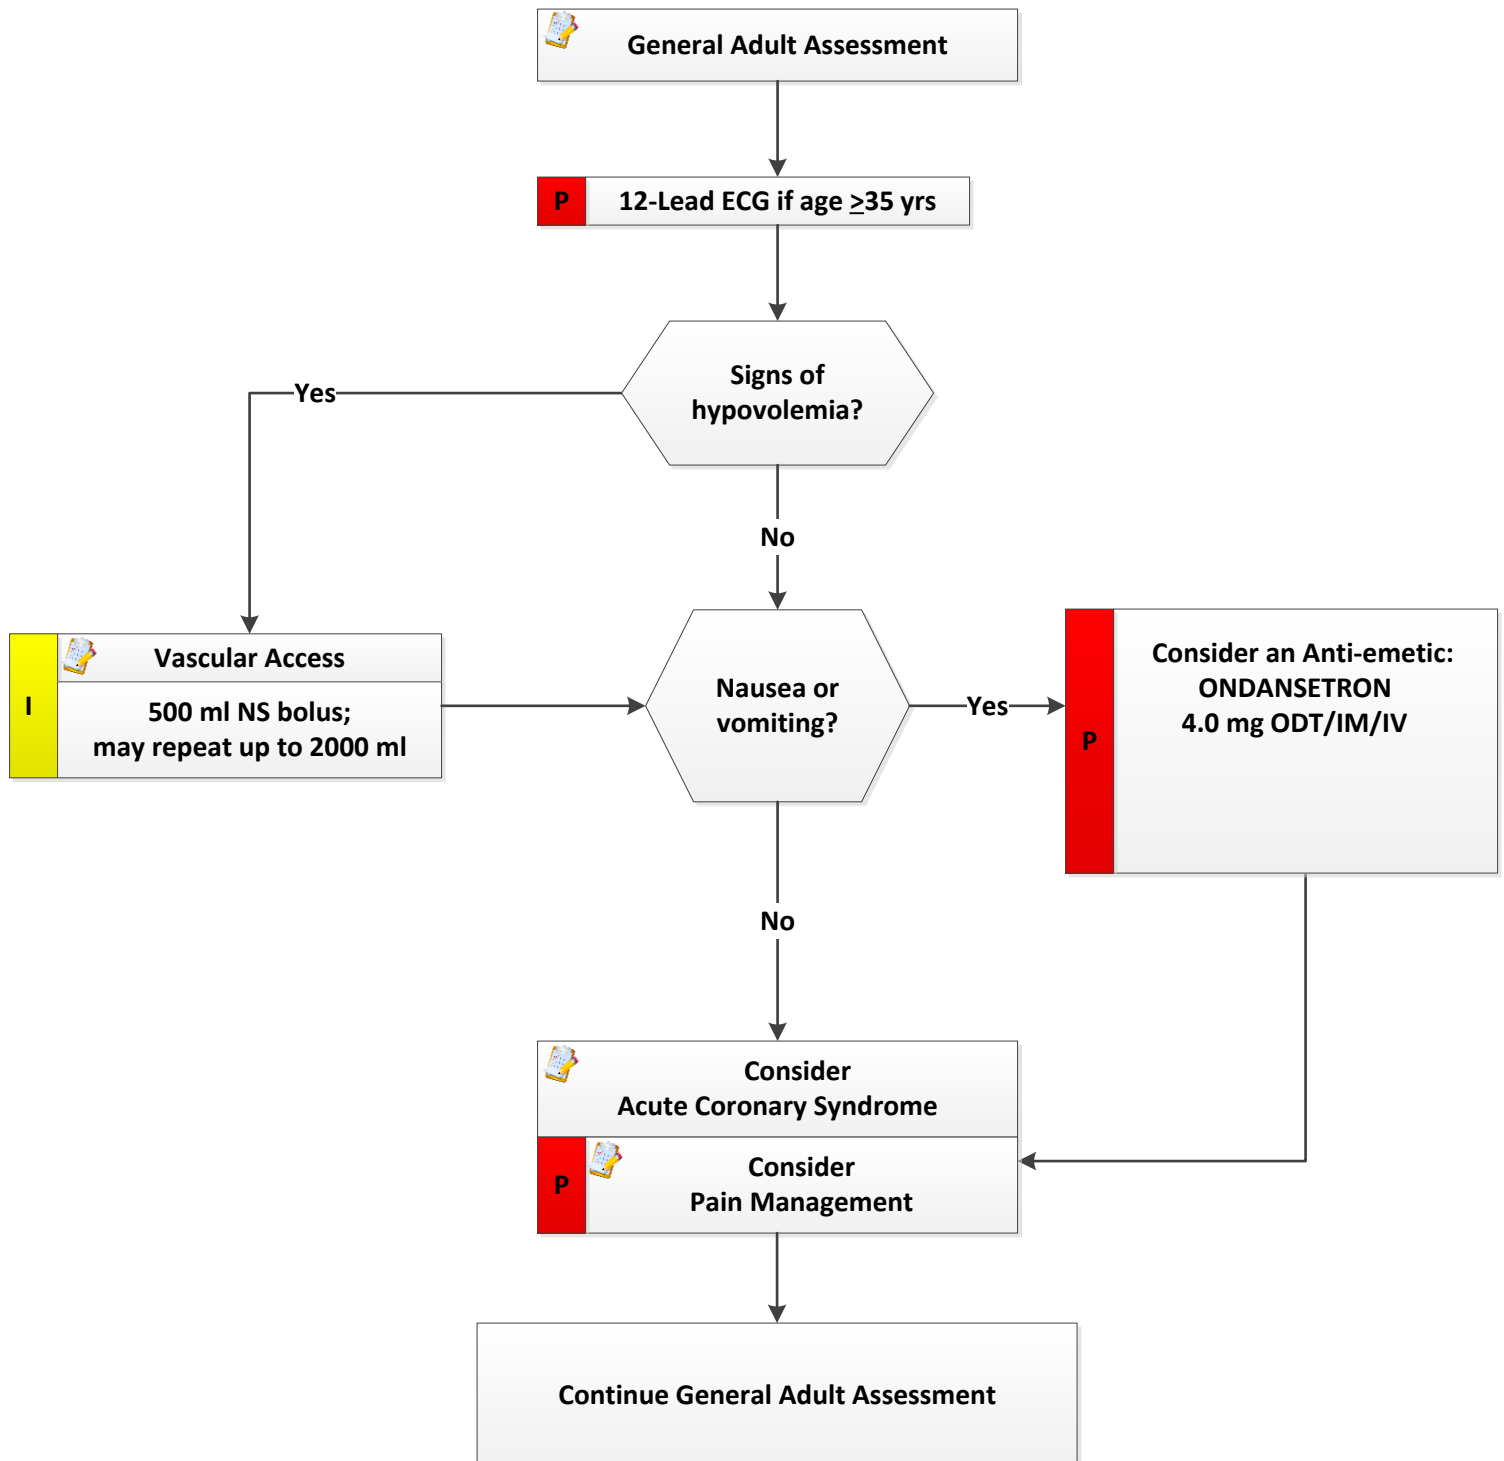 General Adult Assessment
P
12-Lead ECG if age ≥35 yrs
Signs of
hypovolemia?
Yes
No
I
Vascular Access
500 ml NS bolus;
may repeat up to 2000 ml
Nausea or
vomiting?
Yes
P
Consider an Anti-emetic:
ONDANSETRON
4.0 mg ODT/IM/IV
No
Consider
Acute Coronary Syndrome
P
Consider
Pain Management
Continue General Adult Assessment